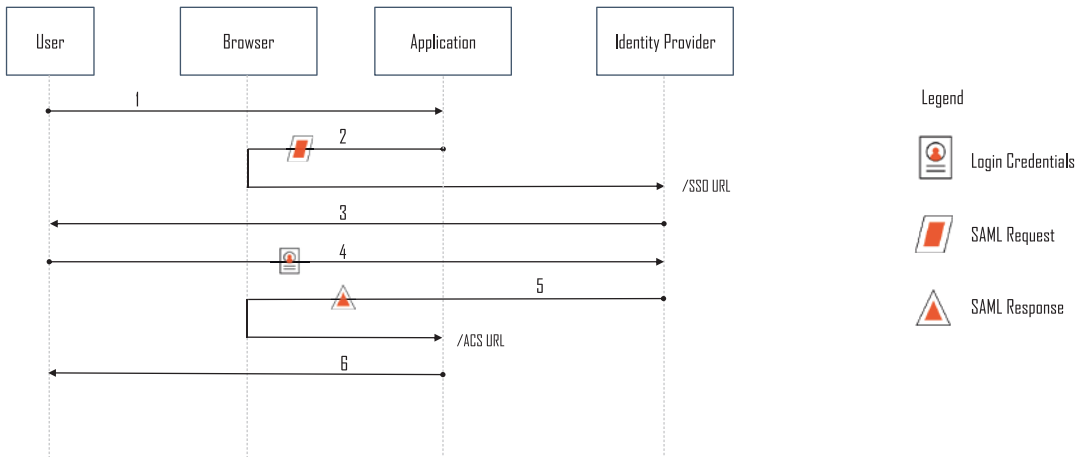 User
Browser
Application
Identity Provider
1
Legend
2
Login Credentials
/SSO URL
3
SAML Request
4
5
SAML Response
/ACS URL
6